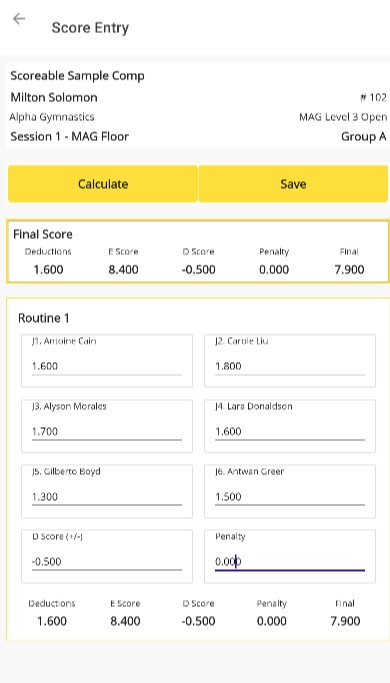 Score Entry
Scoreable Sample Comp
Milton Solomon # 102
Alpha Gymnastics MAG Level 3 Open
Session 1 - MAG Floor Group A
Calculate Save
Final Score
Deductions E Score D Score Penalty Final
1.600 8.400 -0.500 0.000 7.900
Routine 1
J1. Antoine Cain J2. Carole Liu
1.600 1.800
J3. Alyson Morales J4. Lara Donaldson
1.700 1.600
J5. Gilberto Boyd J6. Antwan Greer
1.300 1.500
D Score (+/-) Penalty
-0.500 0.000
Deductions E Score D Score Penalty Final
1.600 8.400 -0.500 0.000 7.900